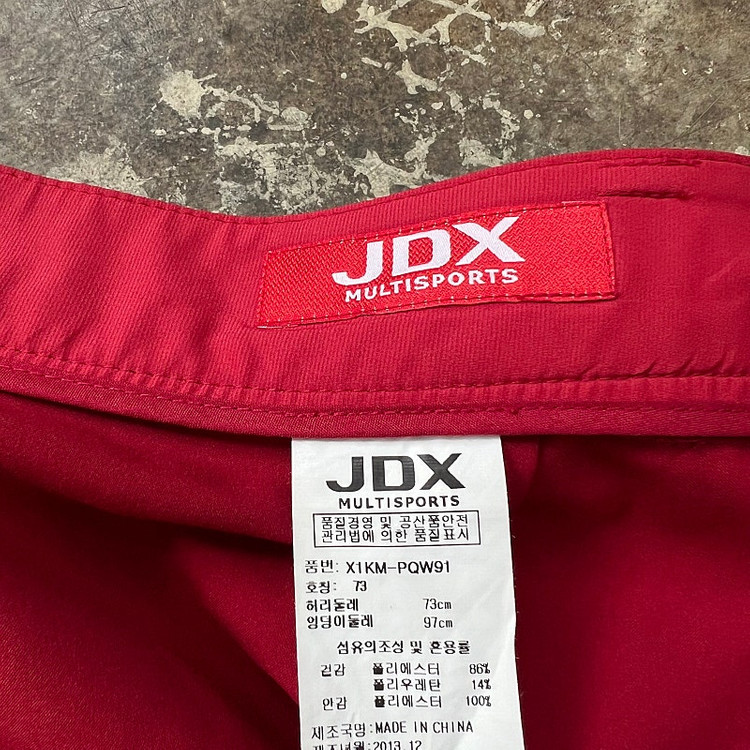 JDX
MULTISPORTS
JDX
MULTISPORTS
품질경영 및 공산품안전
관리법에 의한 품질표시
품번: X1KM-PQW91
호칭: 73
허리둘레 73cm
엉덩이둘레 97cm
섬유의조성 및 혼용률
겉감 폴리에스터 86%
폴리우레탄 14%
안감 폴리에스터 100%
제조국명:MADE IN CHINA
제조년월:2013.12